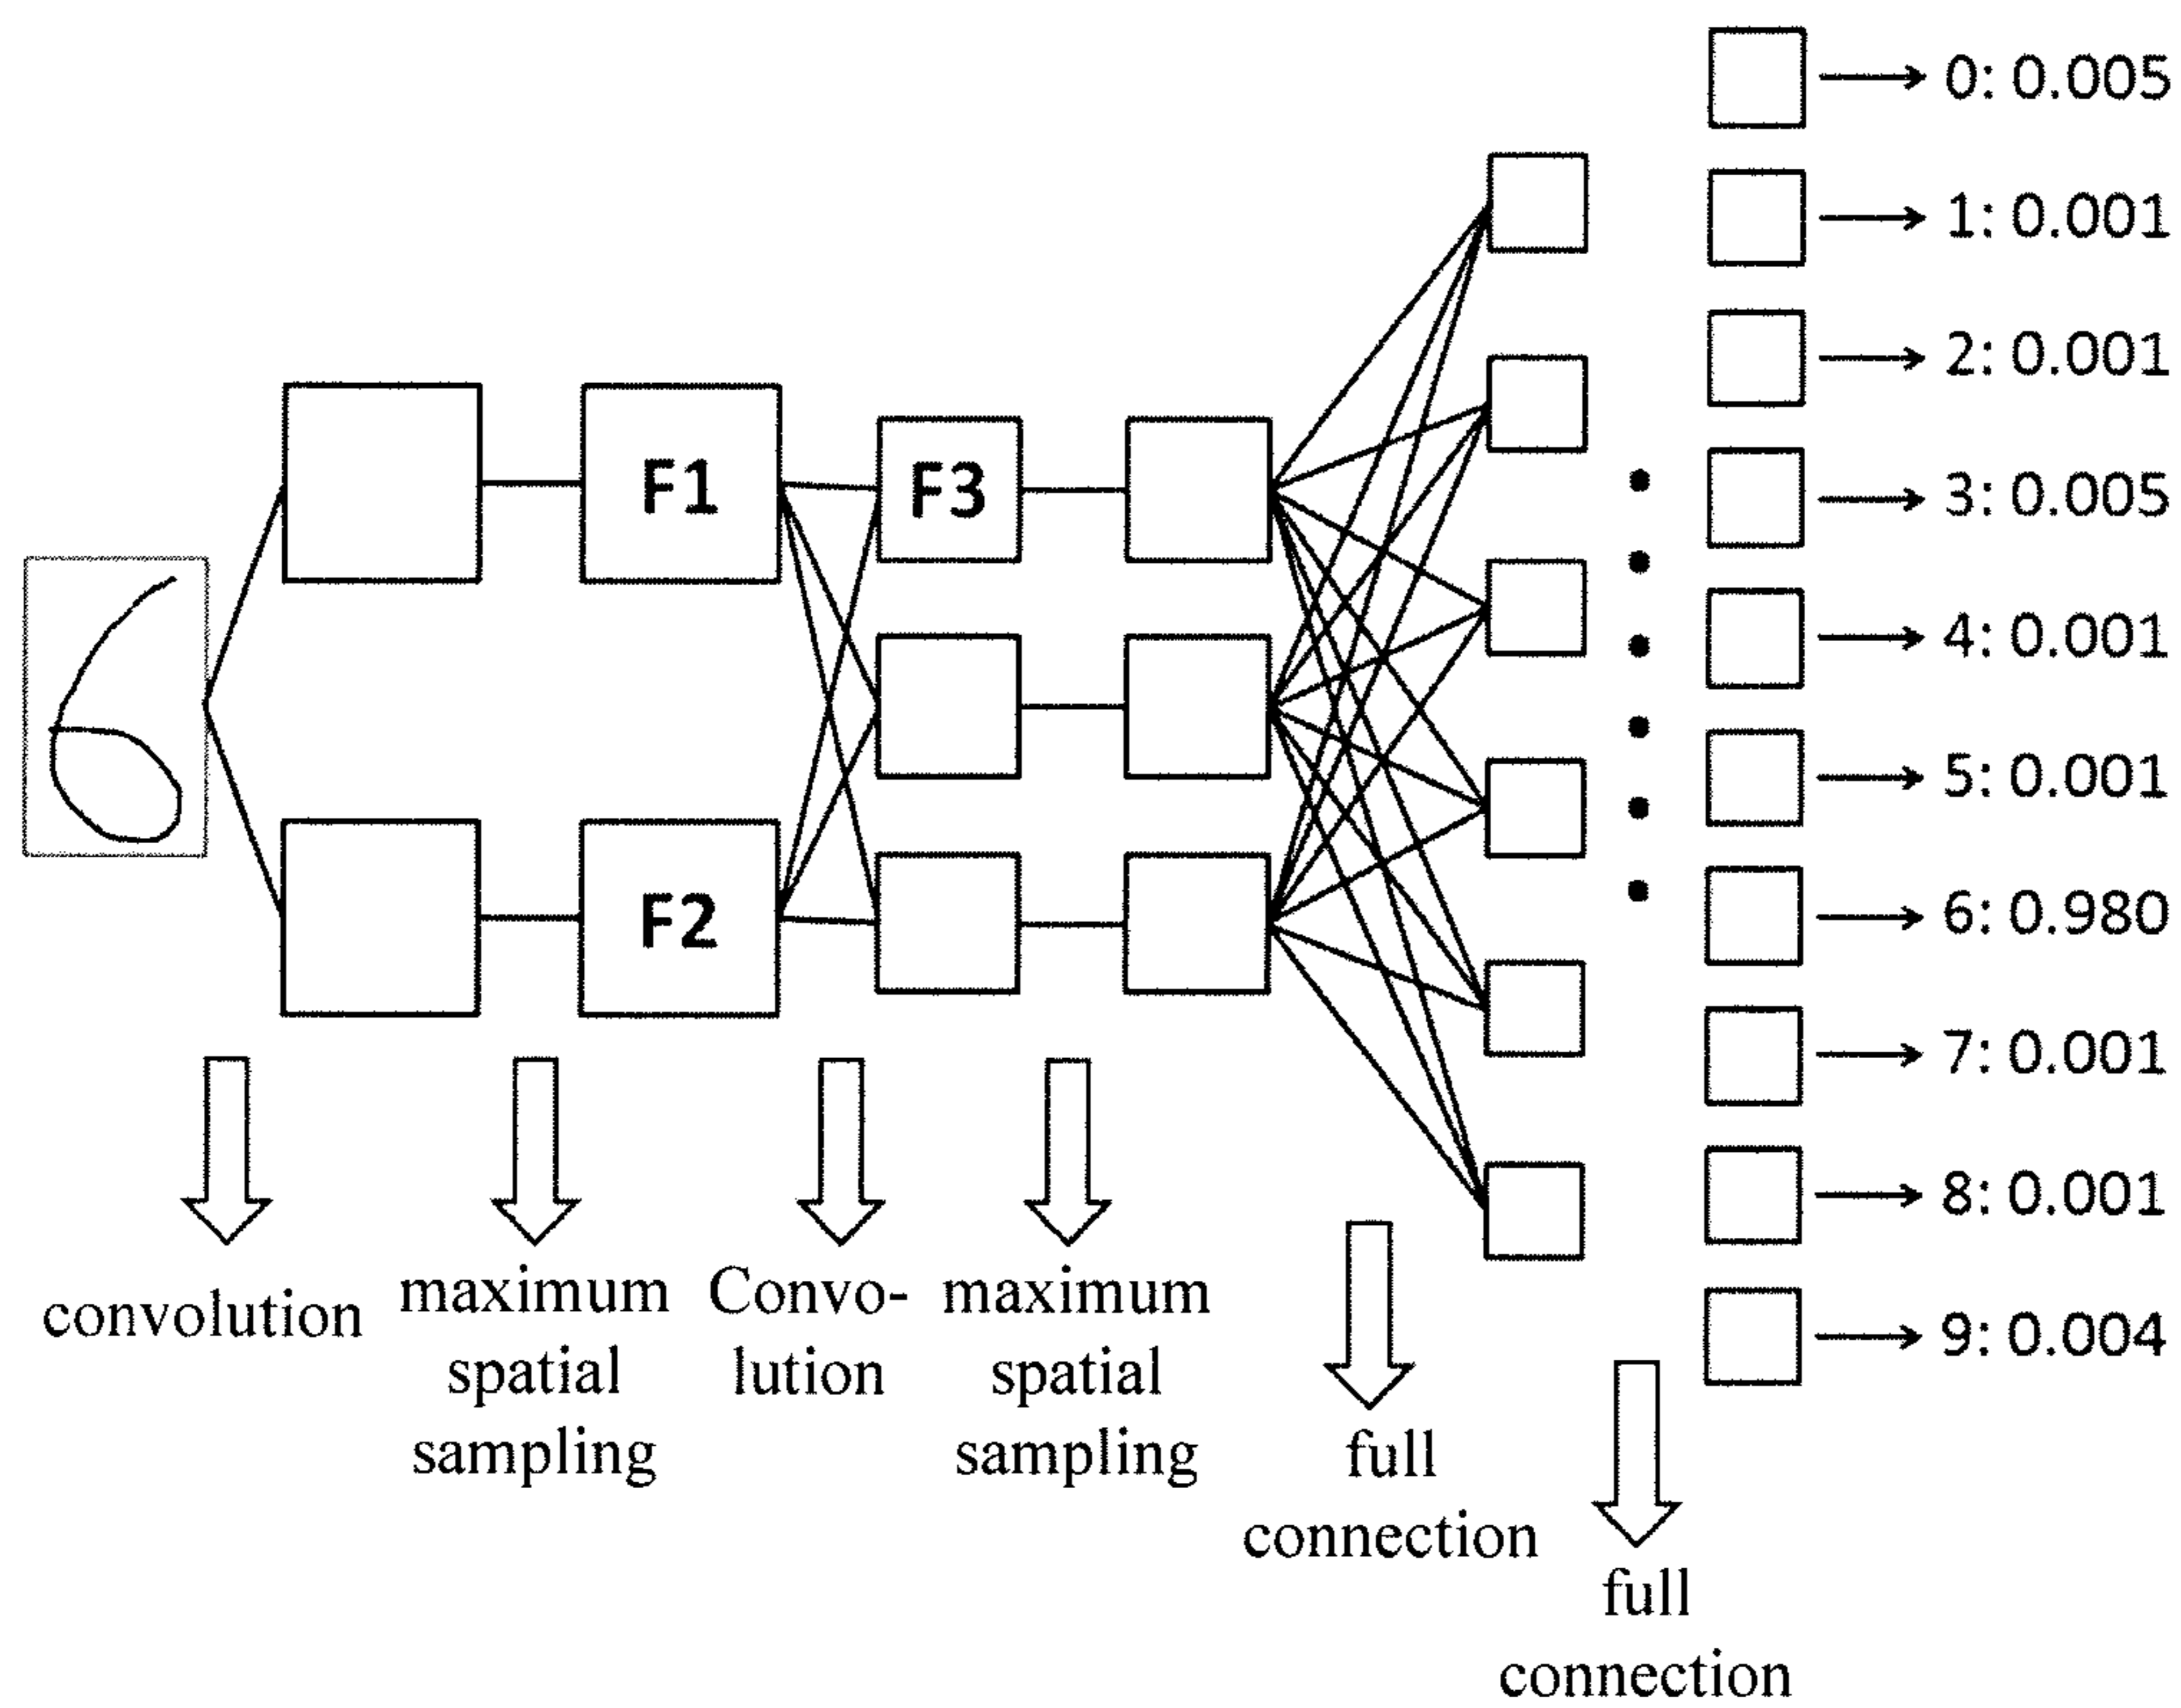 0: 0.005
1: 0.001
2: 0.001
3: 0.005
4: 0.001
5: 0.001
6: 0.980
7: 0.001
8: 0.001
9: 0.004
F1
F3
F2
convolution
maximum
spatial
sampling
Convo-
lution
maximum
spatial
sampling
full
connection
full
connection